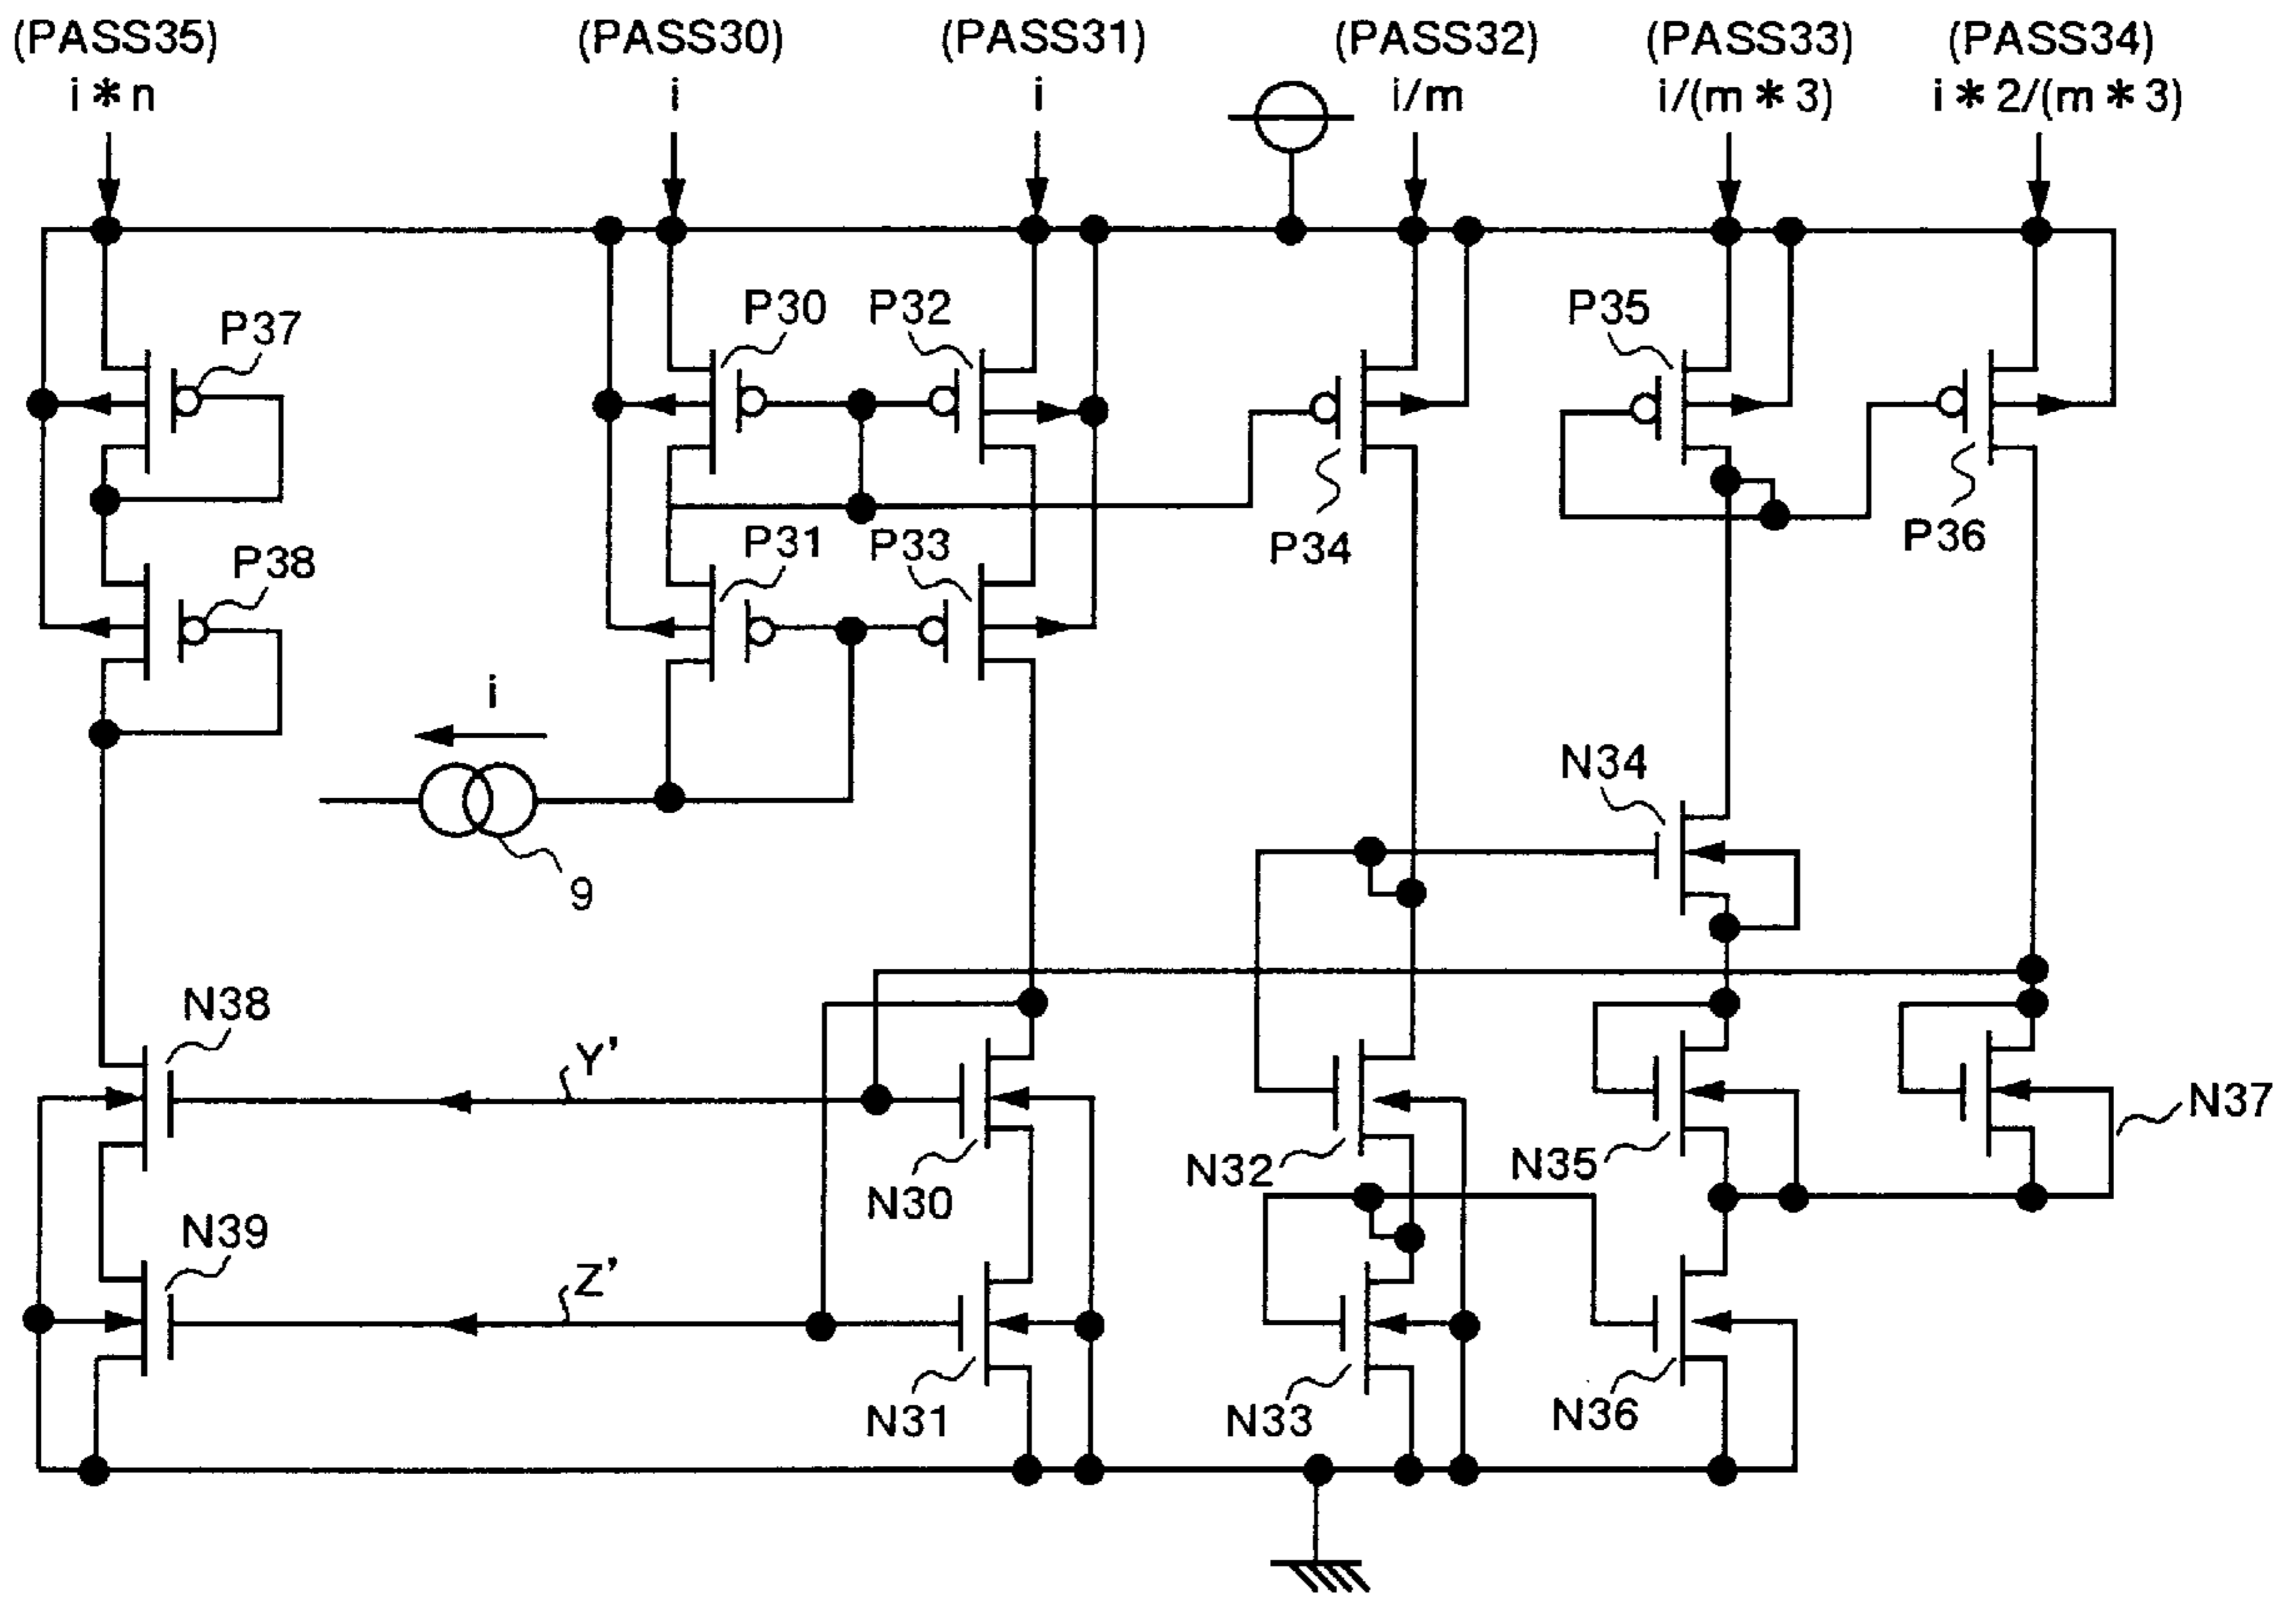 (PASS35) (PASS30) (PASS31) (PASS32) (PASS33) (PASS34)
i*n i i i/m i/(m*3) i*2/(m*3)
P37 P30 P32 P35
P38 P31 P33 P34 P36
i
9
N34
N38 Y'
N30 N32 N35 N37
N39 Z'
N31 N33 N36